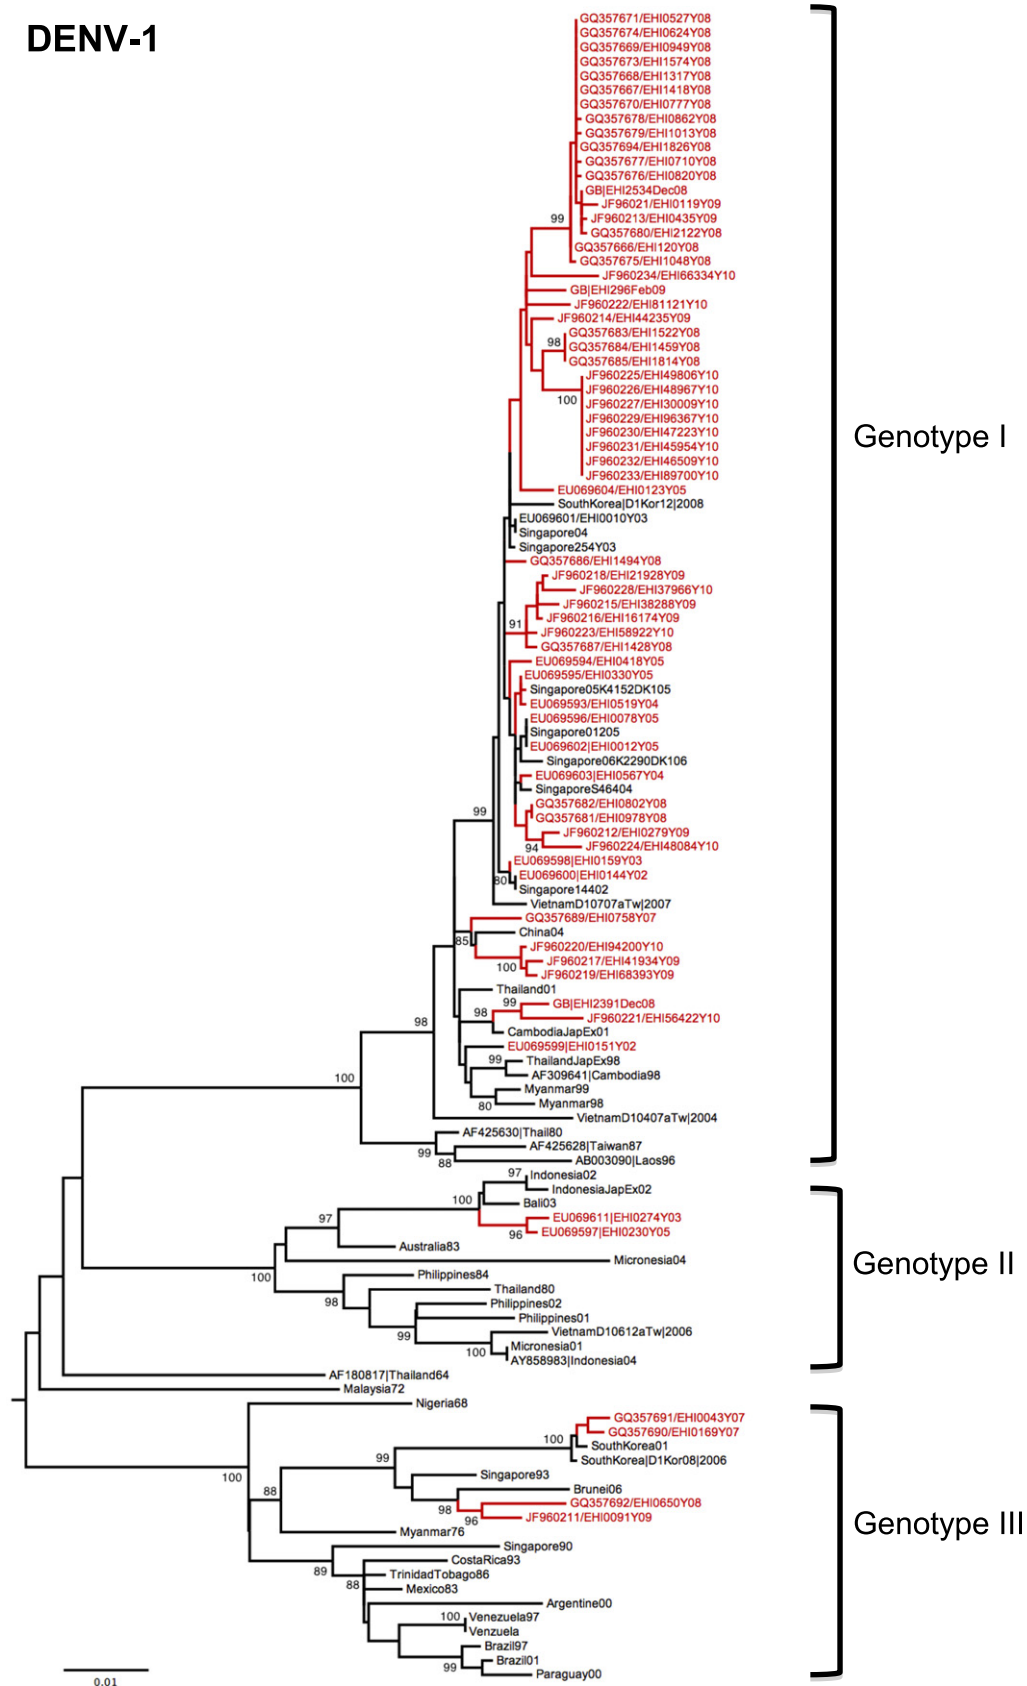 DENV-1
GQ357671/EHI0527Y08
GQ357674/EHI0624Y08
GQ357669/EHI0949Y08
GQ357673/EHI1574Y08
GQ357668/EHI1317Y08
GQ357667/EHI1418Y08
GQ357670/EHI0777Y08
GQ357678/EHI0862Y08
GQ357679/EHI1013Y08
GQ357694/EHI1826Y08
GQ357677/EHI0710Y08
GQ357676/EHI0820Y08
GB|EHI2534Dec08
JF96021/EHI0119Y09
99
JF960213/EHI0435Y09
GQ357680/EHI2122Y08
GQ357666/EHI120Y08
GQ357675/EHI1048Y08
JF960234/EHI66334Y10
GB|EHI296Feb09
JF960222/EHI81121Y10
JF960214/EHI44235Y09
GQ357683/EHI1522Y08
98
GQ357684/EHI1459Y08
GQ357685/EHI1814Y08
JF960225/EHI49806Y10
JF960226/EHI48967Y10
100
JF960227/EHI30009Y10
JF960229/EHI96367Y10
JF960230/EHI47223Y10
Genotype I
JF960231/EHI45954Y10
JF960232/EHI46509Y10
JF960233/EHI89700Y10
EU069604/EHI0123Y05
SouthKorea|D1Kor12|2008
EU069601/EHI0010Y03
Singapore04
Singapore254Y03
GQ357686/EHI1494Y08
JF960218/EHI21928Y09
JF960228/EHI37966Y10
JF960215/EHI38288Y09
JF960216/EHI16174Y09
91
JF960223/EHI58922Y10
GQ357687/EHI1428Y08
EU069594/EHI0418Y05
EU069595/EHI0330Y05
Singapore05K4152DK105
EU069593/EHI0519Y04
EU069596/EHI0078Y05
Singapore01205
EU069602|EHI0012Y05
Singapore06K2290DK106
EU069603|EHI0567Y04
SingaporeS46404
GQ357682/EHI0802Y08
99
GQ357681/EHI0978Y08
JF960212/EHI0279Y09
94
JF960224/EHI48084Y10
EU069598|EHI0159Y03
80
EU069600|EHI0144Y02
Singapore14402
VietnamD10707aTw|2007
GQ357689/EHI0758Y07
China04
85
JF960220/EHI94200Y10
100
JF960217/EHI41934Y09
JF960219/EHI68393Y09
Thailand01
99
GB|EHI2391Dec08
98
JF960221/EHI56422Y10
98
CambodiaJapEx01
EU069599|EHI0151Y02
99
ThailandJapEx98
AF309641|Cambodia98
100
Myanmar99
80
Myanmar98
VietnamD10407aTw|2004
AF425630|Thail80
AF425628|Taiwan87
99
88
AB003090|Laos96
97
Indonesia02
IndonesiaJapEx02
100
Bali03
97
EU069611|EHI0274Y03
96
EU069597|EHI0230Y05
Australia83
Micronesia04
Genotype II
100
Philippines84
Thailand80
98
Philippines02
Philippines01
99
VietnamD10612aTw|2006
100
Micronesia01
AY858983|Indonesia04
AF180817|Thailand64
Malaysia72
Nigeria68
GQ357691/EHI0043Y07
GQ357690/EHI0169Y07
100
SouthKorea01
99
SouthKorea|D1Kor08|2006
100
Singapore93
88
Brunei06
98
GQ357692/EHI0650Y08
96
JF960211/EHI0091Y09
Genotype III
Myanmar76
Singapore90
CostaRica93
89
TrinidadTobago86
88
Mexico83
Argentine00
100
Venezuela97
Venzuela
Brazil97
99
Brazil01
Paraguay00
0.01